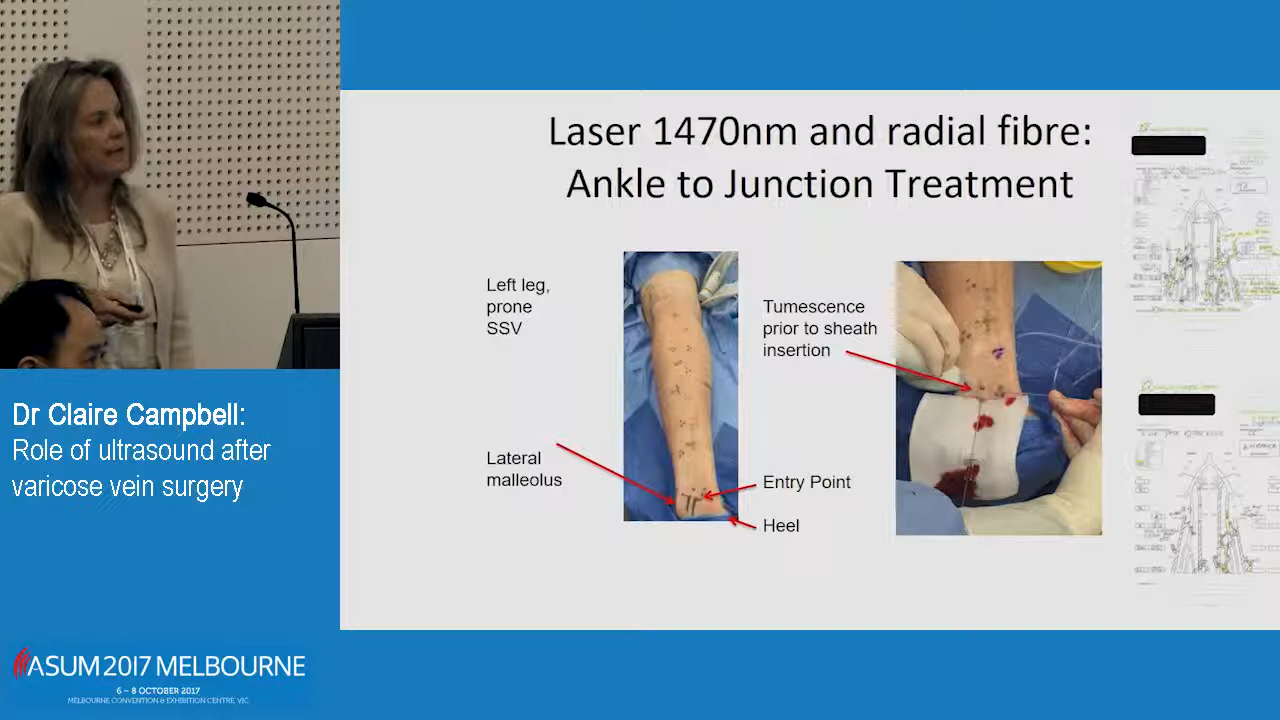 Laser 1470nm and radial fibre:
Ankle to Junction Treatment
Left leg,
prone
SSV
Tumescence
prior to sheath
insertion
Lateral
malleolus
Entry Point
Heel
Dr Claire Campbell:
Role of ultrasound after
varicose vein surgery
ASUM 2017 MELBOURNE
6 – 8 OCTOBER 2017
MELBOURNE CONVENTION & EXHIBITION CENTRE, VIC